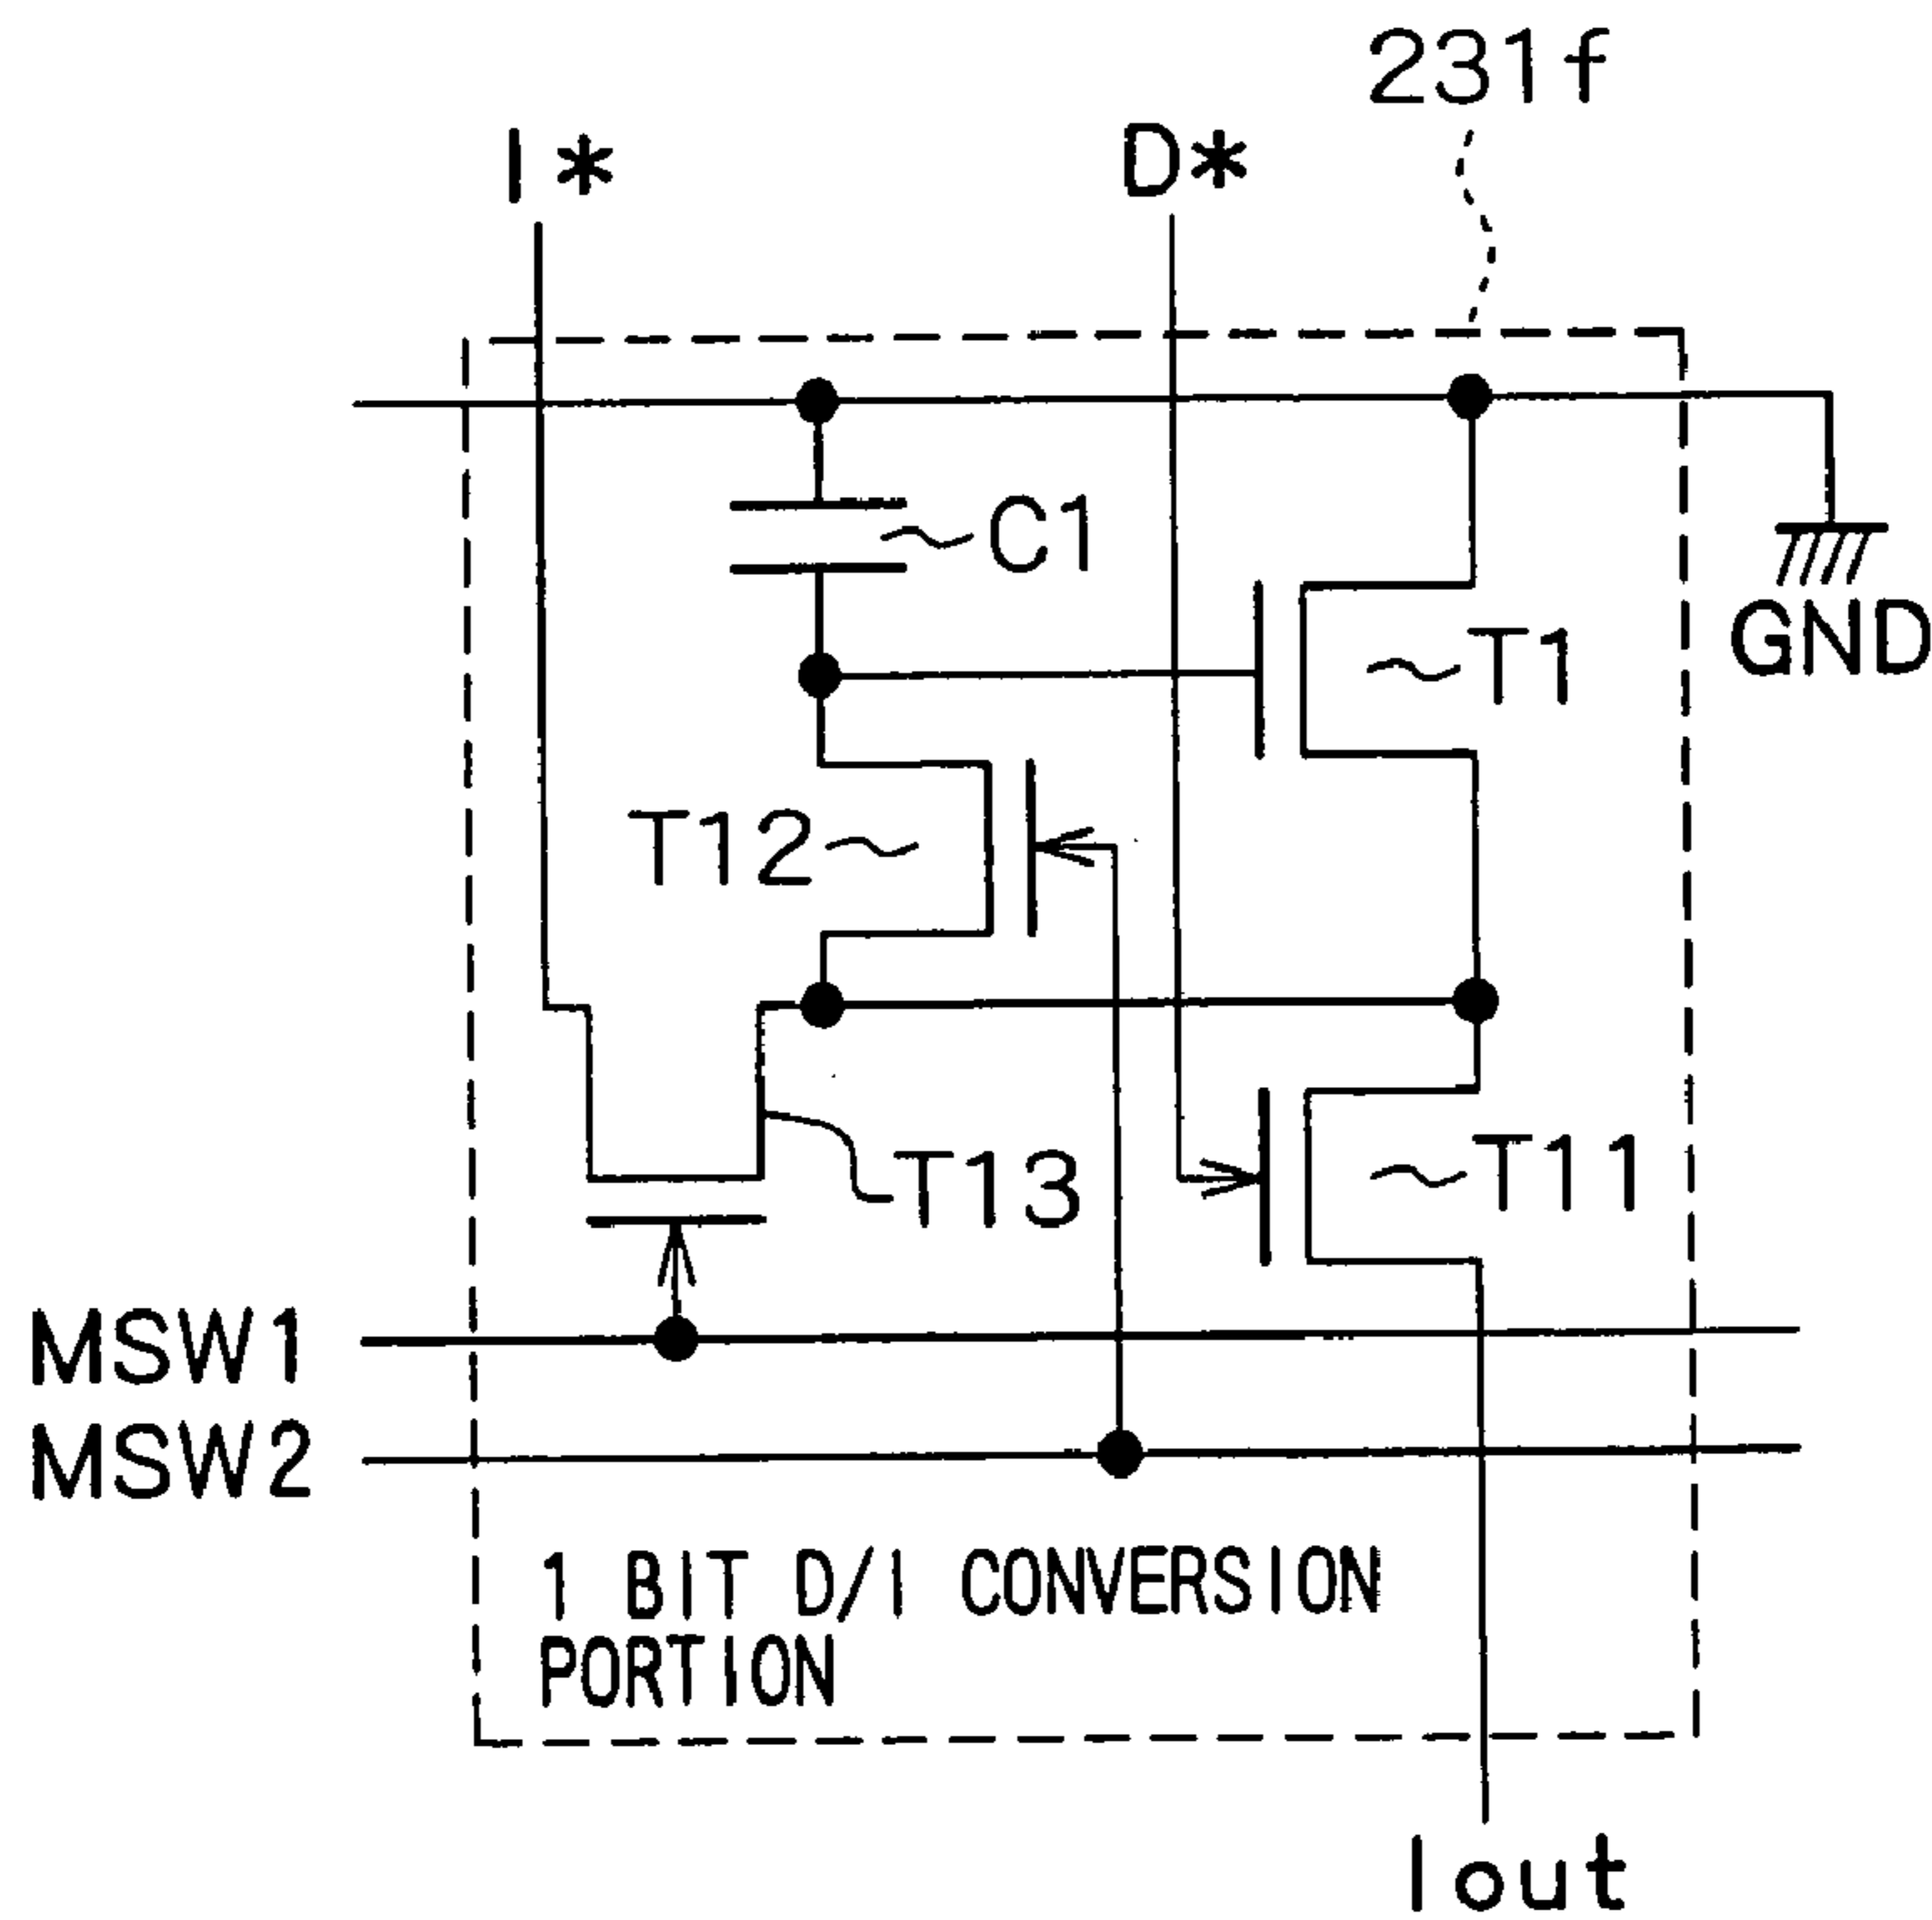 231f
I*
D*
C1
T1
GND
T12
T13
T11
MSW1
MSW2
1 BIT D/I CONVERSION
PORTION
Iout